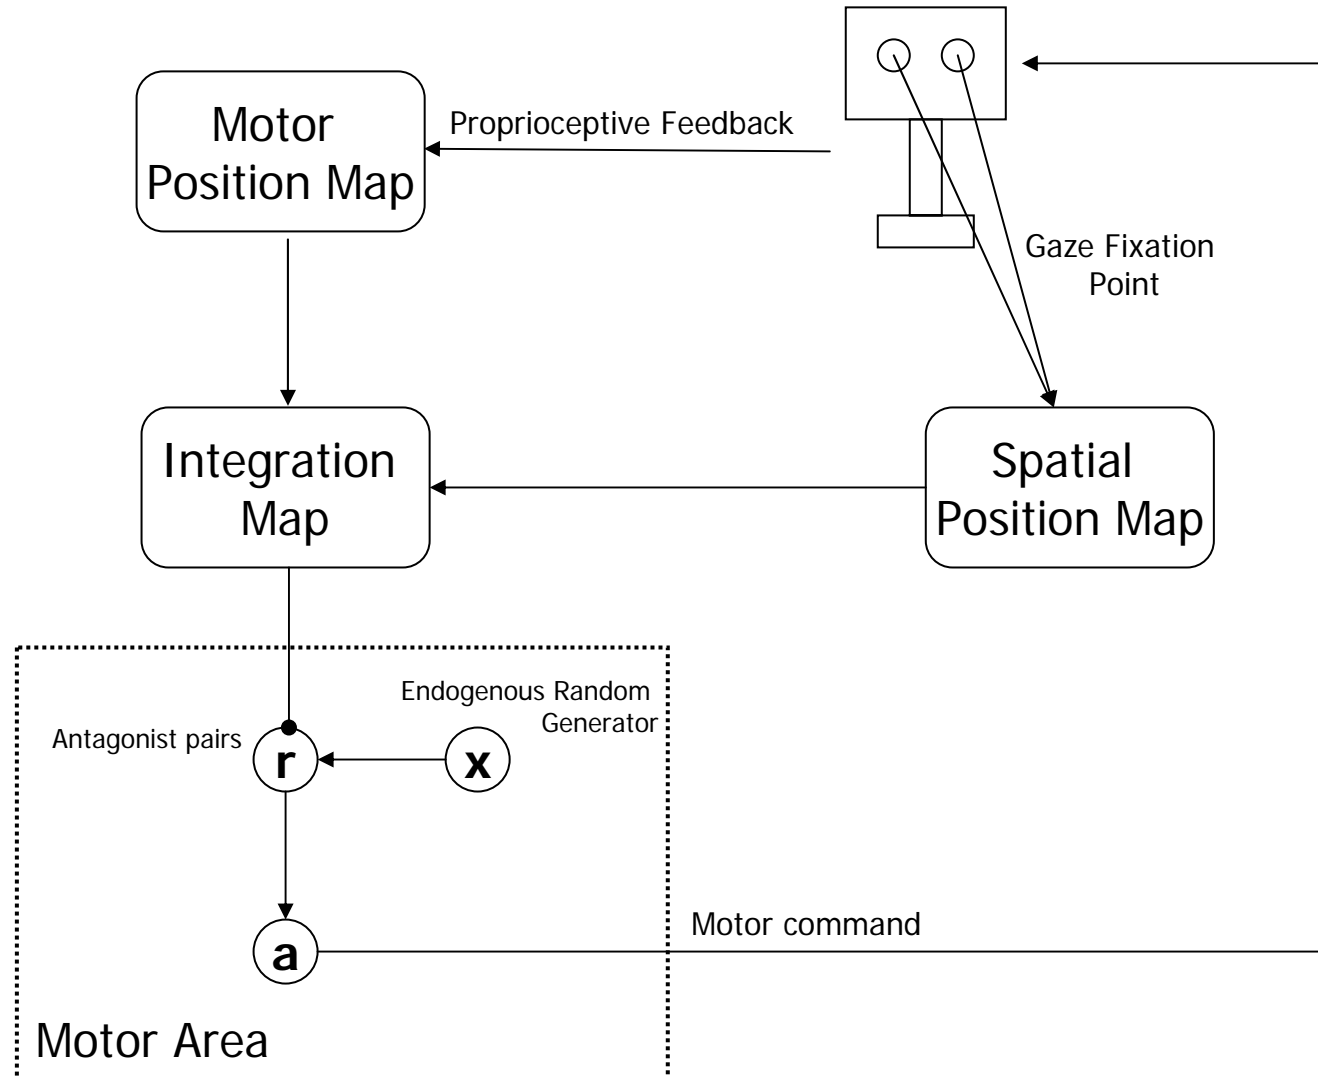 Motor
Position Map
Proprioceptive Feedback
Gaze Fixation
Point
Integration
Map
Spatial
Position Map
Endogenous Random
Generator
Antagonist pairs
r
x
a
Motor command
Motor Area